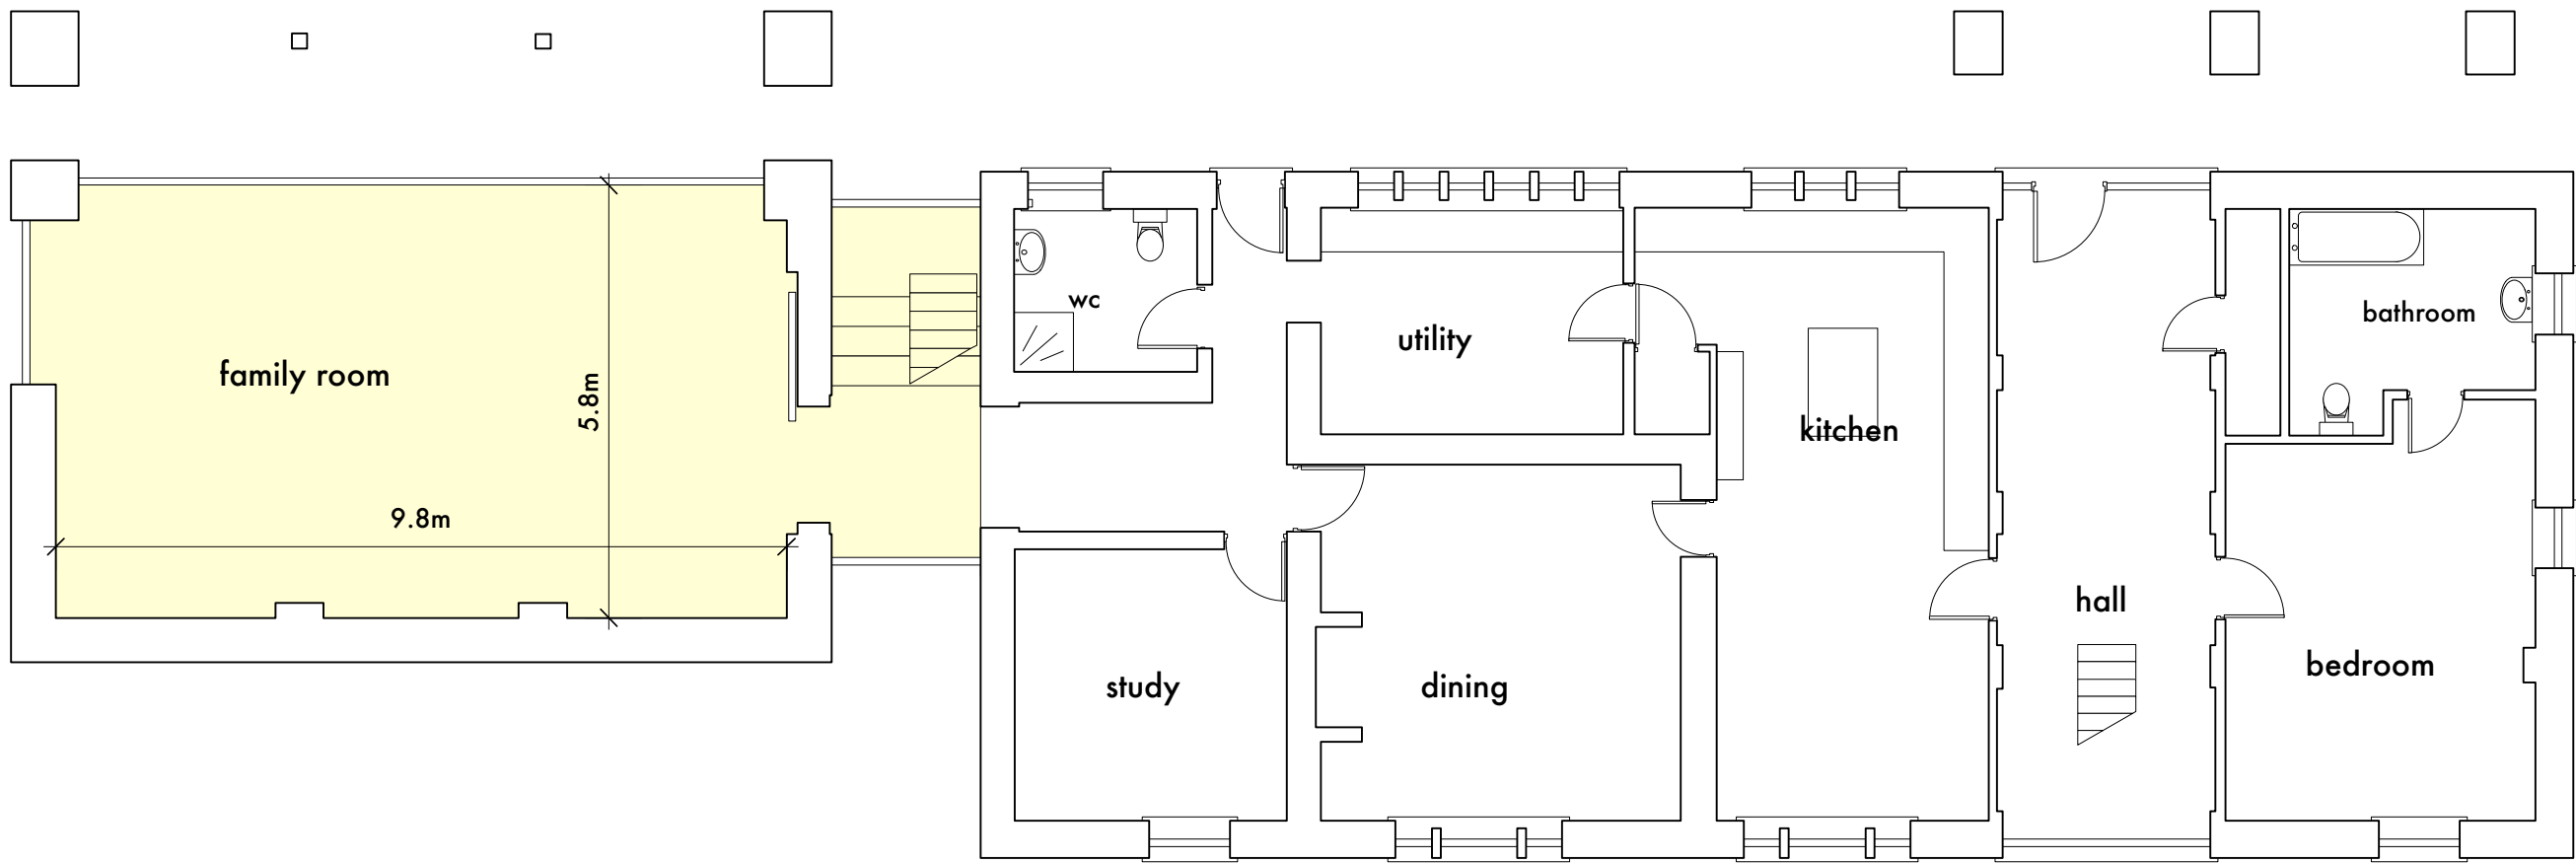 wc
bathroom
utility
family room
5.8m
kitchen
9.8m
hall
bedroom
study
dining